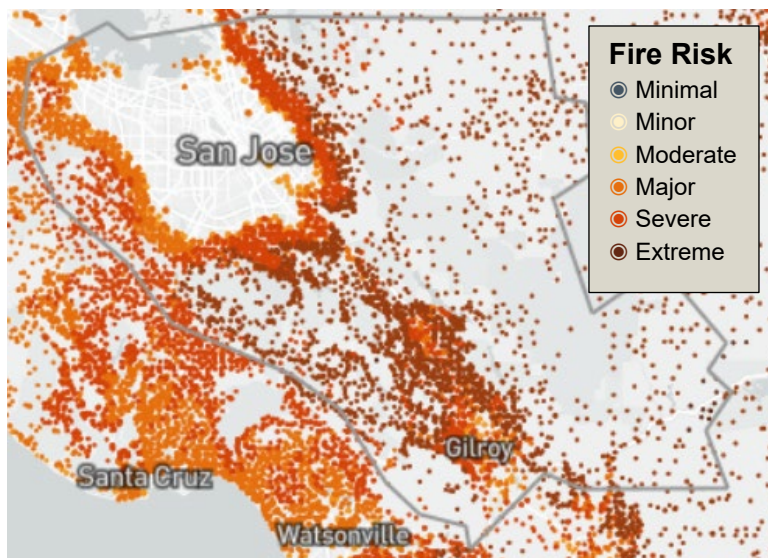 Fire Risk
Minimal
Minor
Moderate
Major
Severe
Extreme
San Jose
Gilroy
Santa Cruz
Watsonville